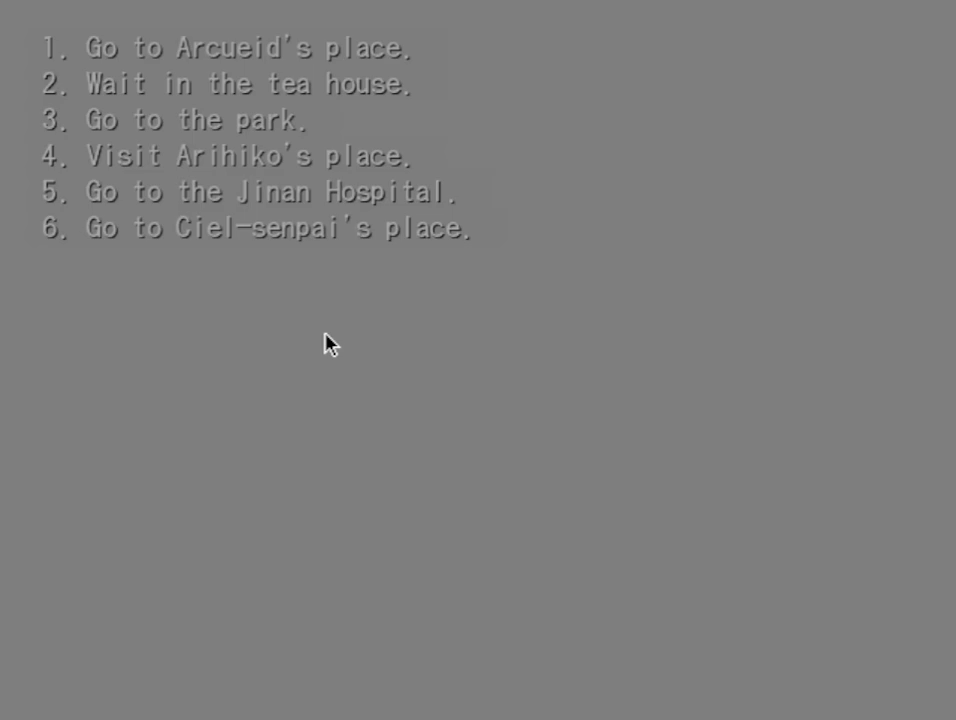 1. Go to Arcueid's place.
2. Wait in the tea house.
3. Go to the park.
4. Visit Arihiko's place.
5. Go to the Jinan Hospital.
6. Go to Ciel-senpai's place.